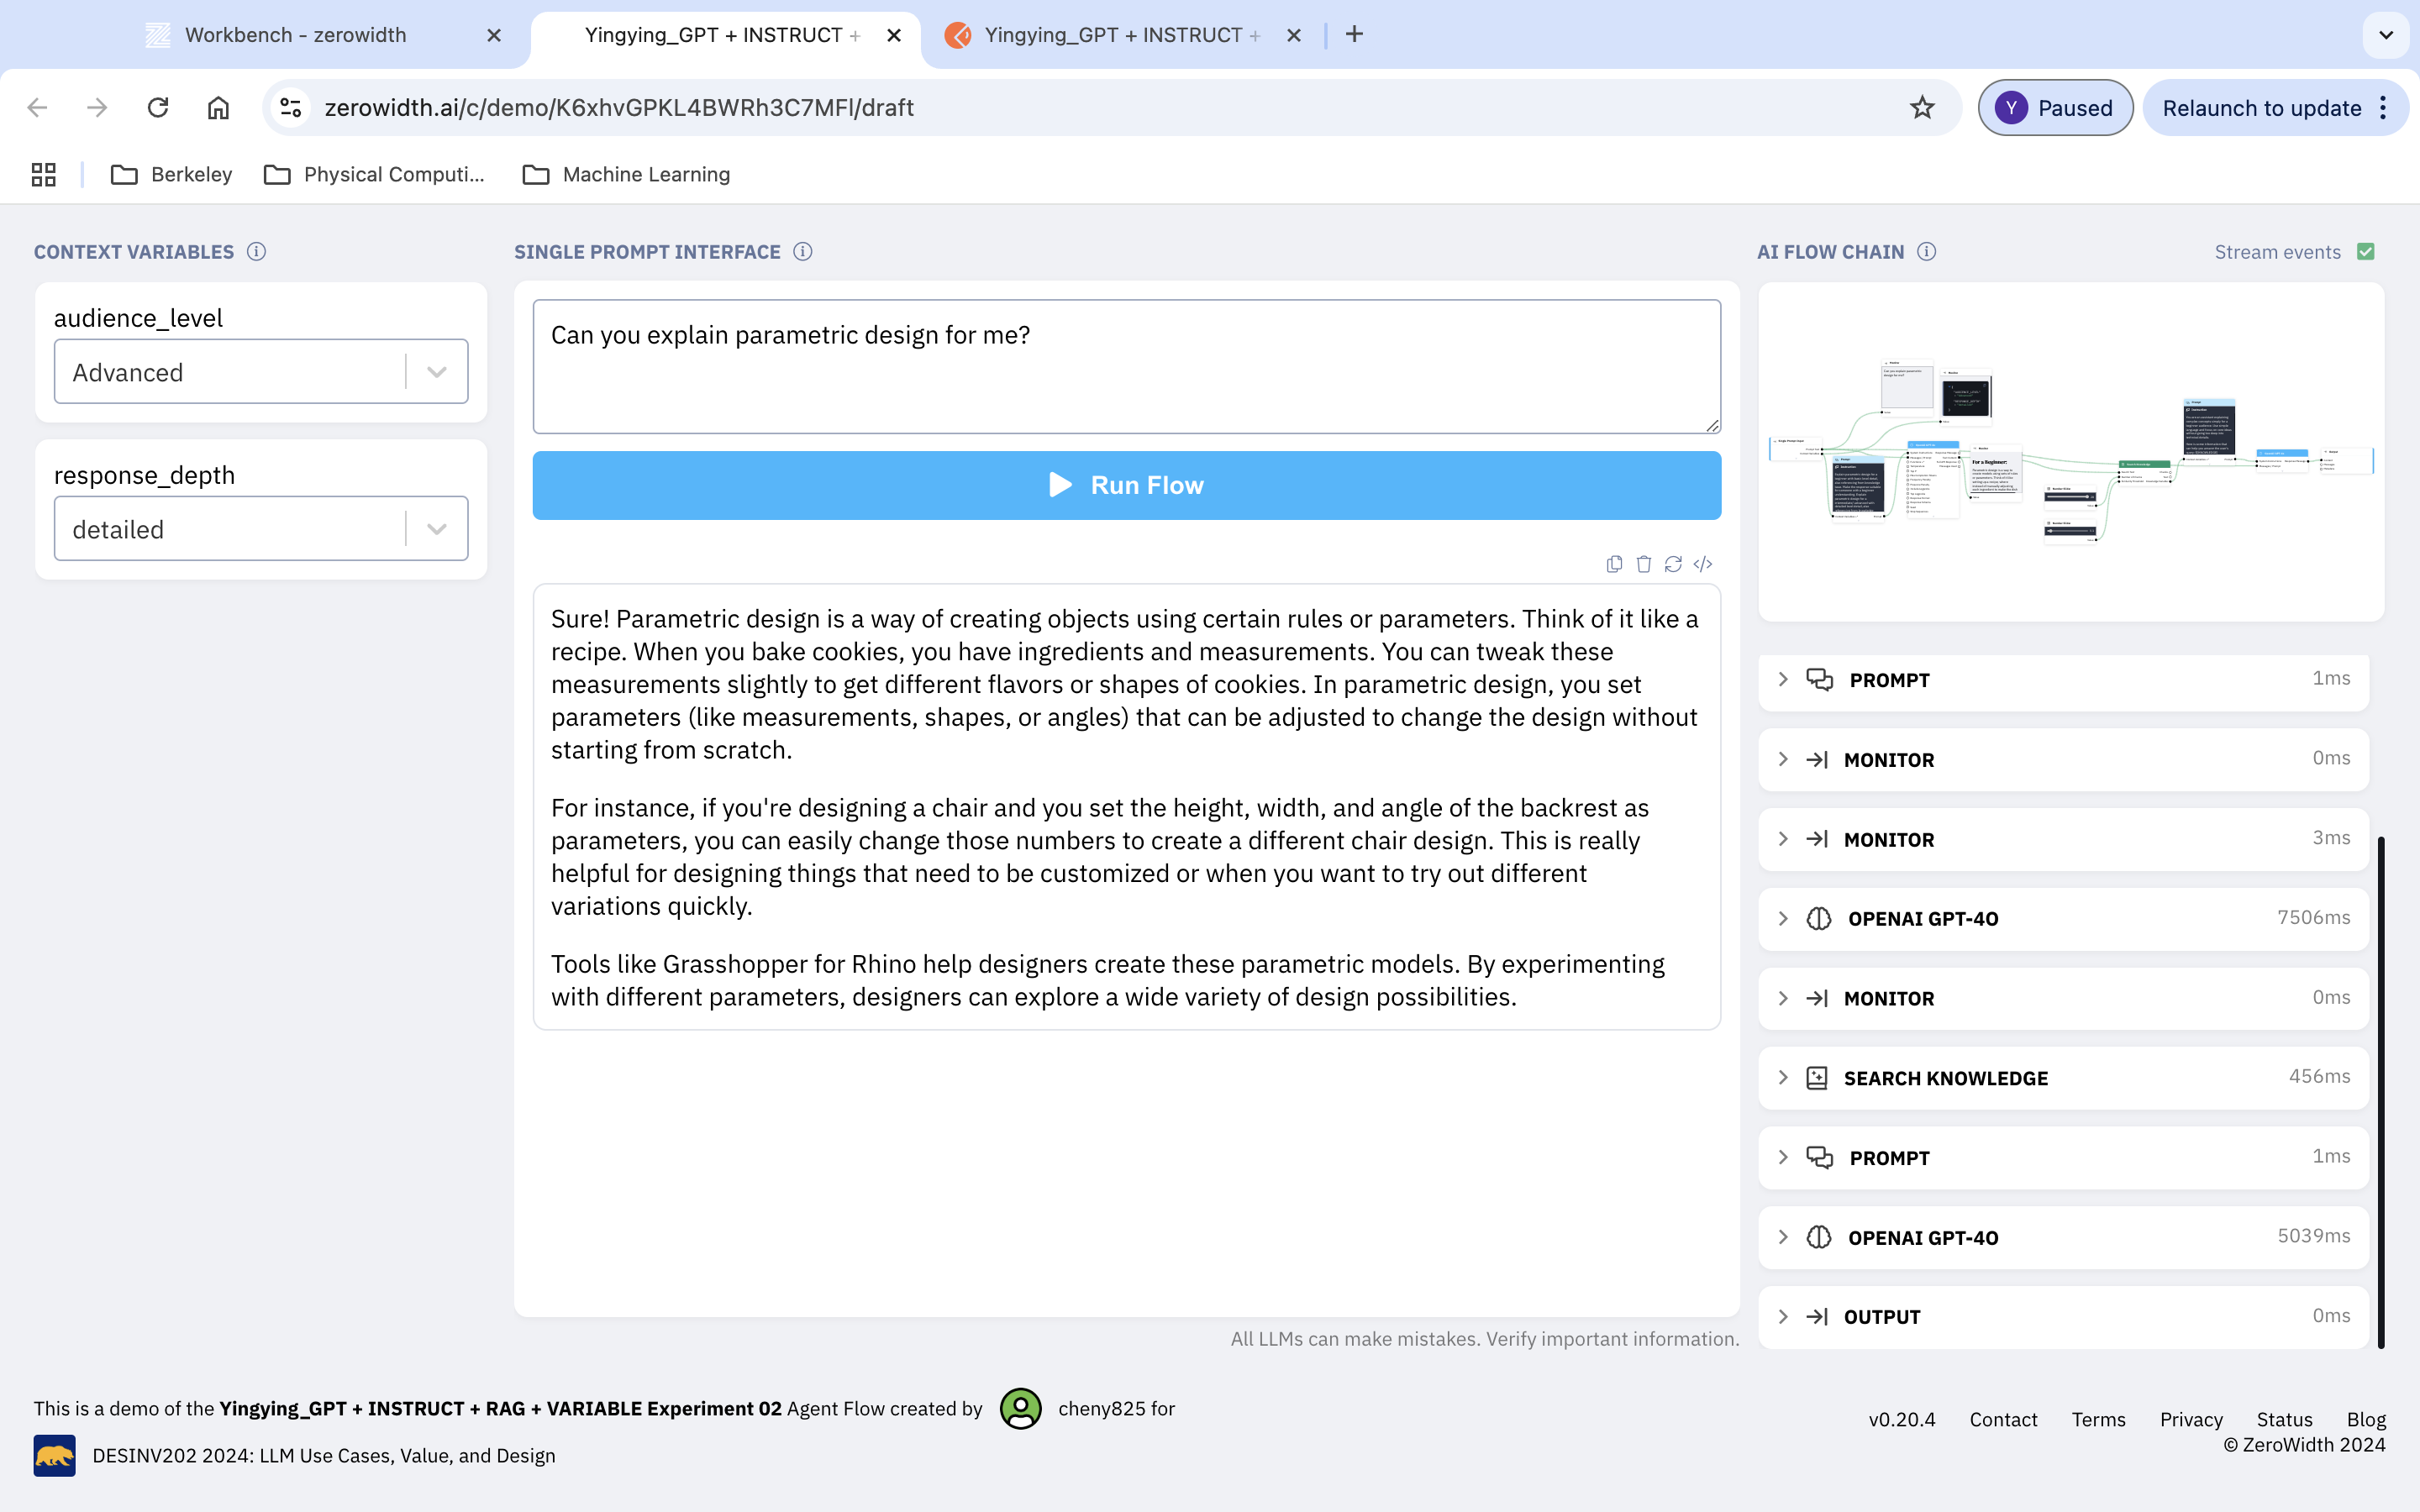 Workbench - zerowidth
Yingying_GPT + INSTRUCT +
Yingying_GPT + INSTRUCT +
zerowidth.ai/c/demo/K6xhvGPKL4BWRh3C7MFl/draft
Y Paused
Relaunch to update
Berkeley
Physical Computi...
Machine Learning
CONTEXT VARIABLES
SINGLE PROMPT INTERFACE
AI FLOW CHAIN
Stream events
audience_level
Advanced
response_depth
detailed
Can you explain parametric design for me?
Run Flow
Sure! Parametric design is a way of creating objects using certain rules or parameters. Think of it like a
recipe. When you bake cookies, you have ingredients and measurements. You can tweak these
measurements slightly to get different flavors or shapes of cookies. In parametric design, you set
parameters (like measurements, shapes, or angles) that can be adjusted to change the design without
starting from scratch.
For instance, if you're designing a chair and you set the height, width, and angle of the backrest as
parameters, you can easily change those numbers to create a different chair design. This is really
helpful for designing things that need to be customized or when you want to try out different
variations quickly.
Tools like Grasshopper for Rhino help designers create these parametric models. By experimenting
with different parameters, designers can explore a wide variety of design possibilities.
For a Beginner:
PROMPT 1ms
MONITOR 0ms
MONITOR 3ms
OPENAI GPT-4O 7506ms
MONITOR 0ms
SEARCH KNOWLEDGE 456ms
PROMPT 1ms
OPENAI GPT-4O 5039ms
OUTPUT 0ms
All LLMs can make mistakes. Verify important information.
This is a demo of the Yingying_GPT + INSTRUCT + RAG + VARIABLE Experiment 02 Agent Flow created by cheny825 for
DESINV202 2024: LLM Use Cases, Value, and Design
v0.20.4 Contact Terms Privacy Status Blog
© ZeroWidth 2024